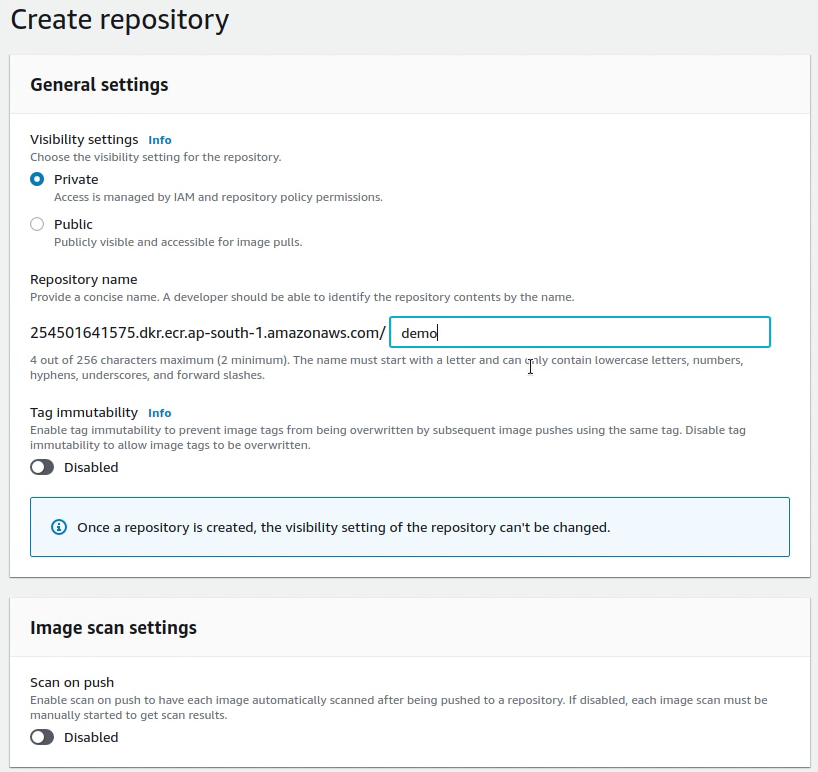 Create repository
General settings
Visibility settings Info
Choose the visibility setting for the repository.
Private
Access is managed by IAM and repository policy permissions.
Public
Publicly visible and accessible for image pulls.
Repository name
Provide a concise name. A developer should be able to identify the repository contents by the name.
254501641575.dkr.ecr.ap-south-1.amazonaws.com/ demo
4 out of 256 characters maximum (2 minimum). The name must start with a letter and can only contain lowercase letters, numbers,
hyphens, underscores, and forward slashes.
Tag immutability Info
Enable tag immutability to prevent image tags from being overwritten by subsequent image pushes using the same tag. Disable tag
immutability to allow image tags to be overwritten.
Disabled
Once a repository is created, the visibility setting of the repository can't be changed.
Image scan settings
Scan on push
Enable scan on push to have each image automatically scanned after being pushed to a repository. If disabled, each image scan must be
manually started to get scan results.
Disabled